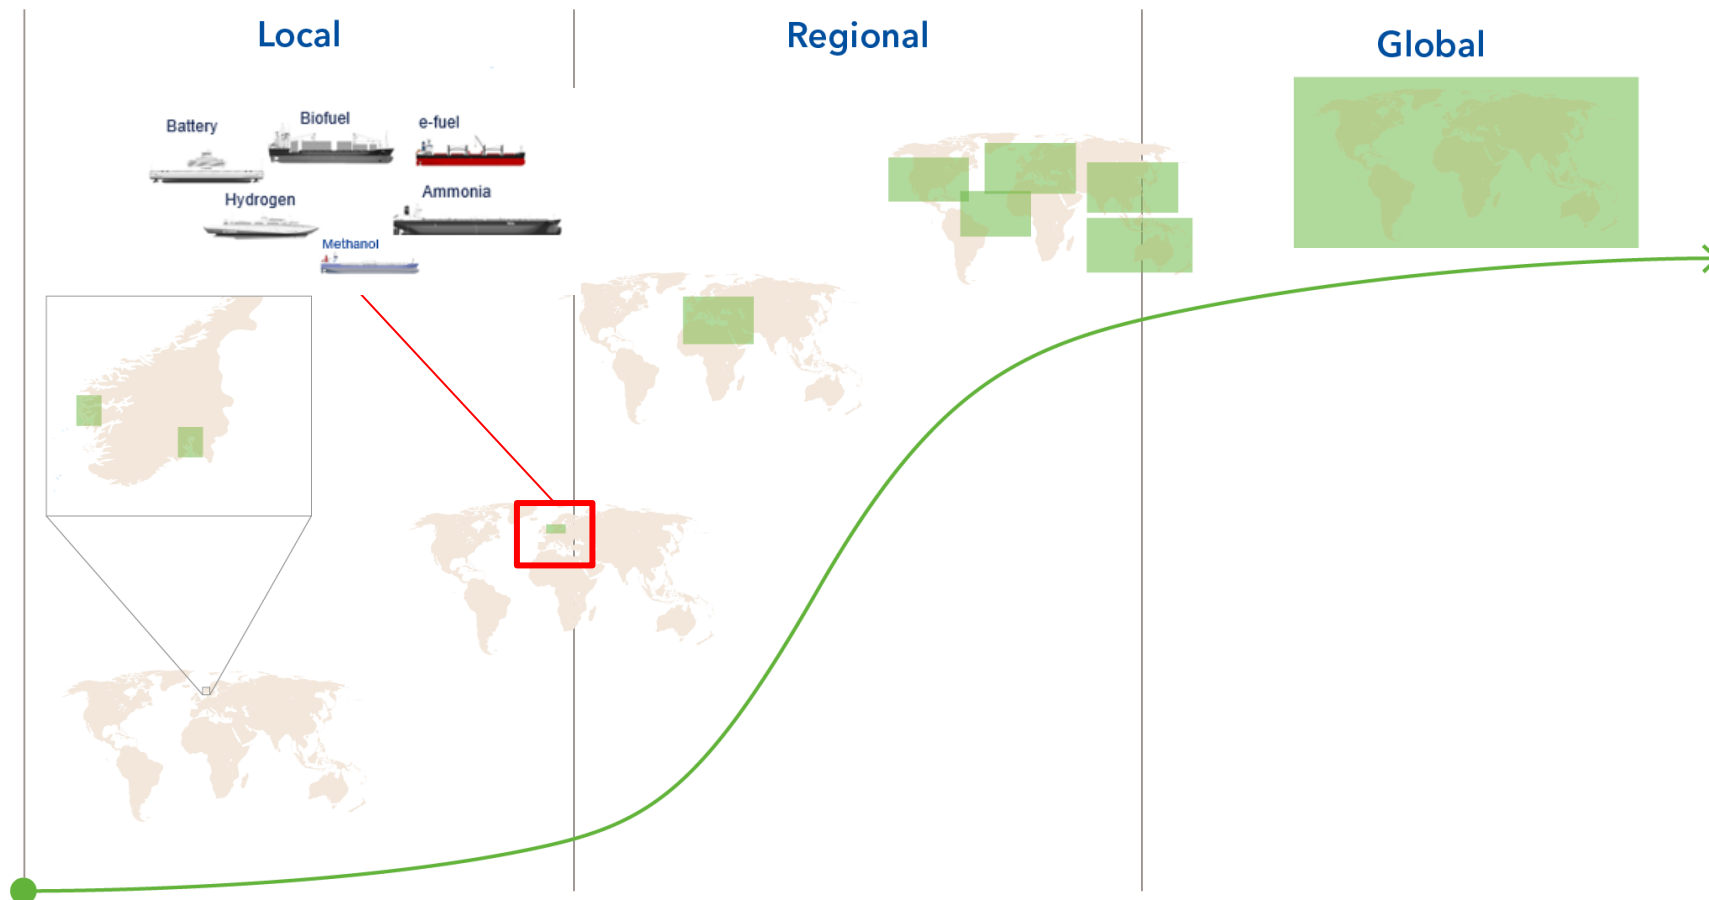 Local
Regional
Global
Battery
Biofuel
e-fuel
Hydrogen
Ammonia
Methanol